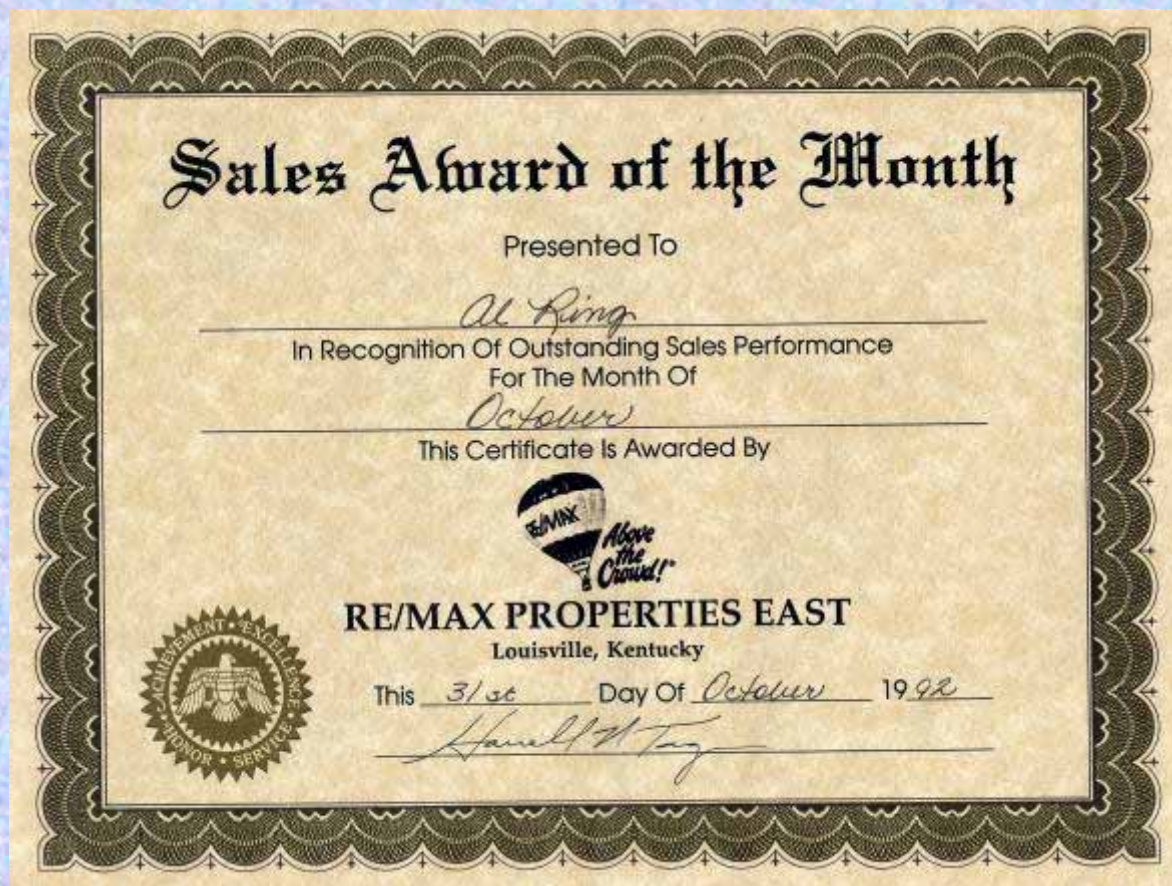 Sales Award of the Month
Presented To
Al Ring
In Recognition Of Outstanding Sales Performance
For The Month Of
October
This Certificate Is Awarded By
RE/MAX
Above
the
Crowd!®
RE/MAX PROPERTIES EAST
Louisville, Kentucky
ACHIEVEMENT • EXCELLENCE •
HONOR • SERVICE
This 31st Day Of October 1992